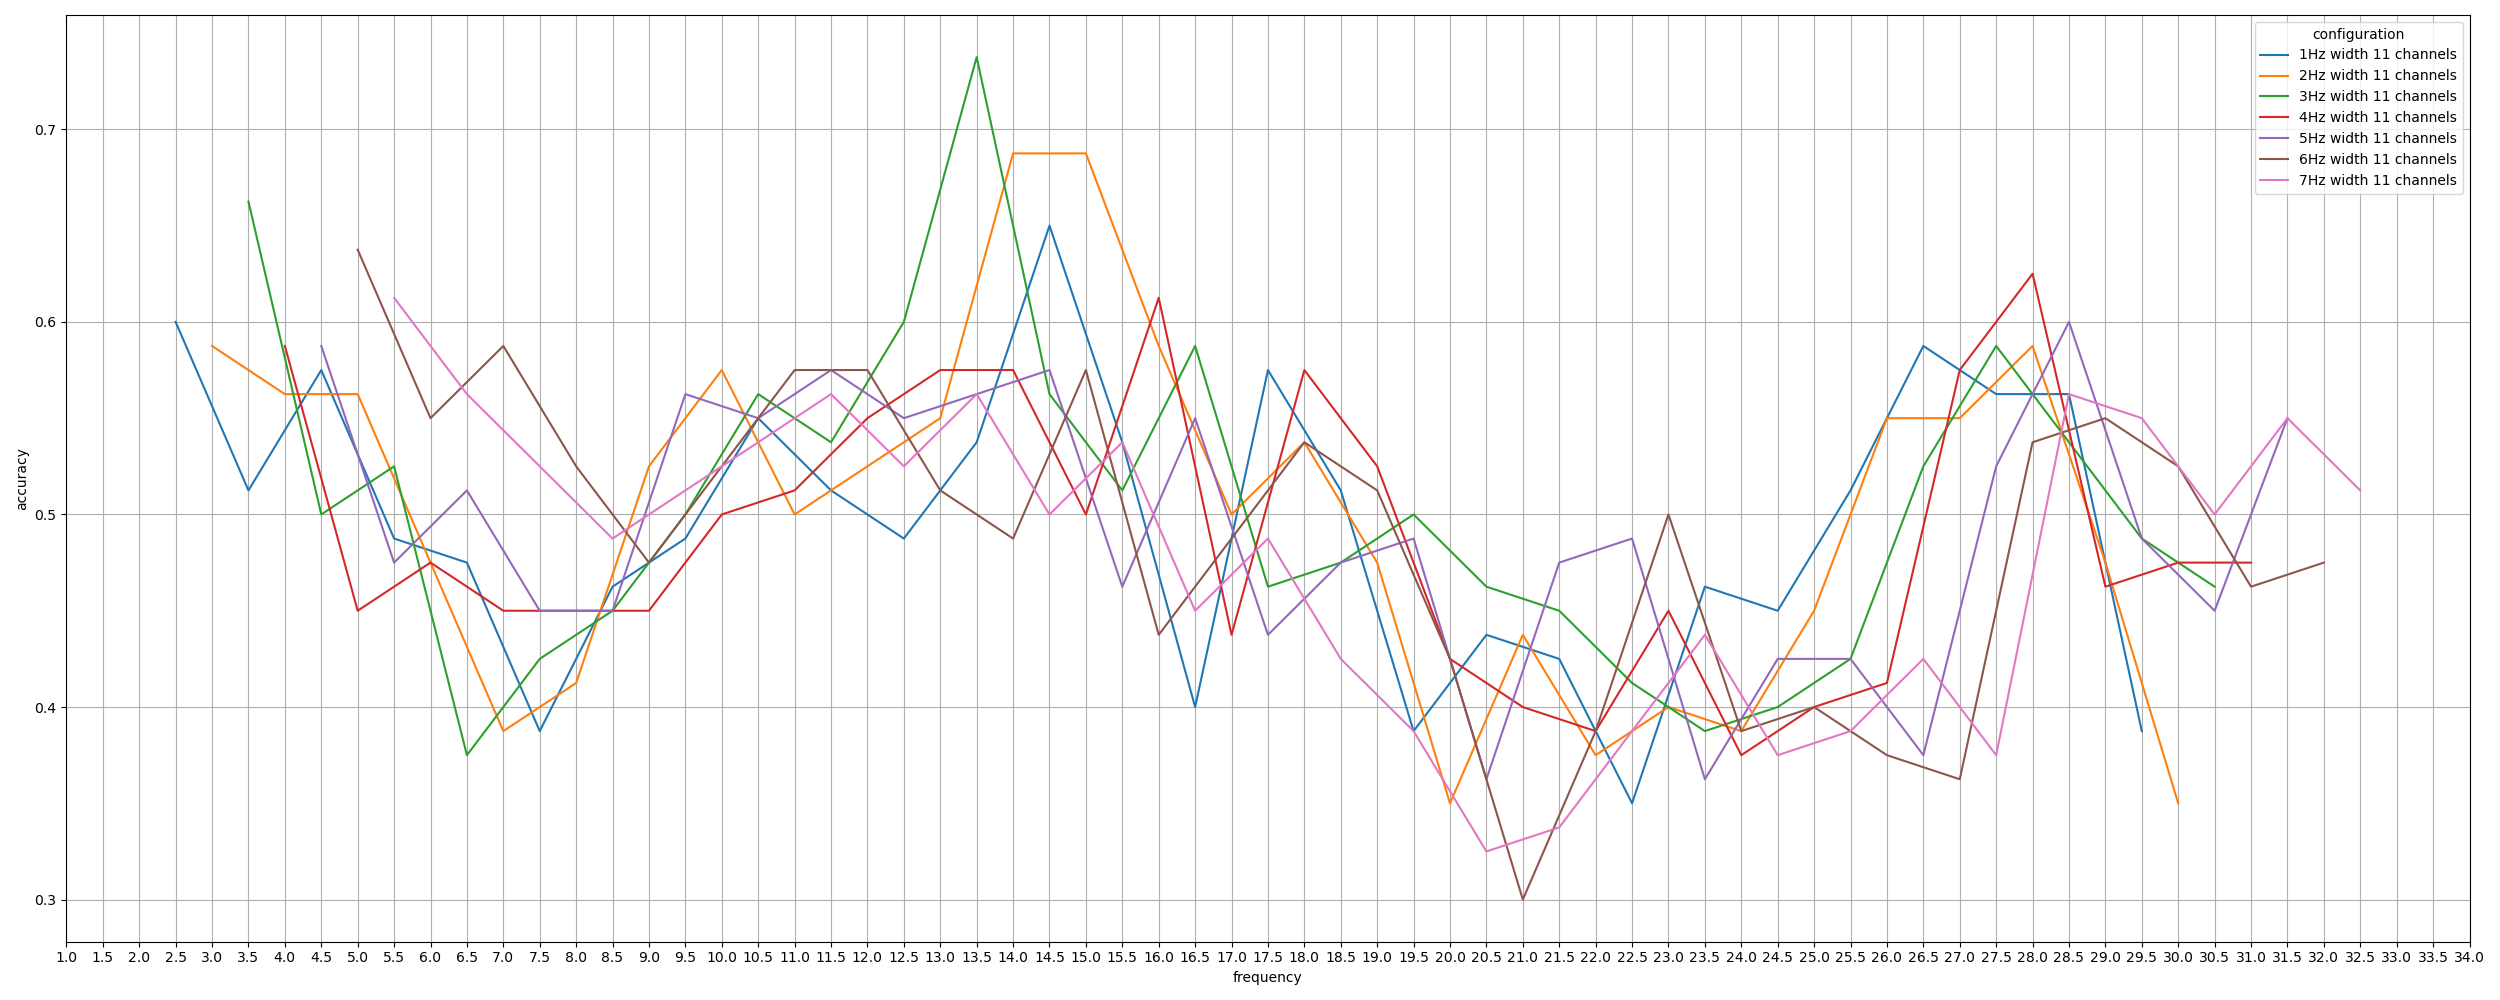 configuration
1Hz width 11 channels
2Hz width 11 channels
3Hz width 11 channels
4Hz width 11 channels
5Hz width 11 channels
6Hz width 11 channels
7Hz width 11 channels
0.7
0.6
0.5
0.4
0.3
accuracy
1.0 1.5 2.0 2.5 3.0 3.5 4.0 4.5 5.0 5.5 6.0 6.5 7.0 7.5 8.0 8.5 9.0 9.5 10.0 10.5 11.0 11.5 12.0 12.5 13.0 13.5 14.0 14.5 15.0 15.5 16.0 16.5 17.0 17.5 18.0 18.5 19.0 19.5 20.0 20.5 21.0 21.5 22.0 22.5 23.0 23.5 24.0 24.5 25.0 25.5 26.0 26.5 27.0 27.5 28.0 28.5 29.0 29.5 30.0 30.5 31.0 31.5 32.0 32.5 33.0 33.5 34.0
frequency